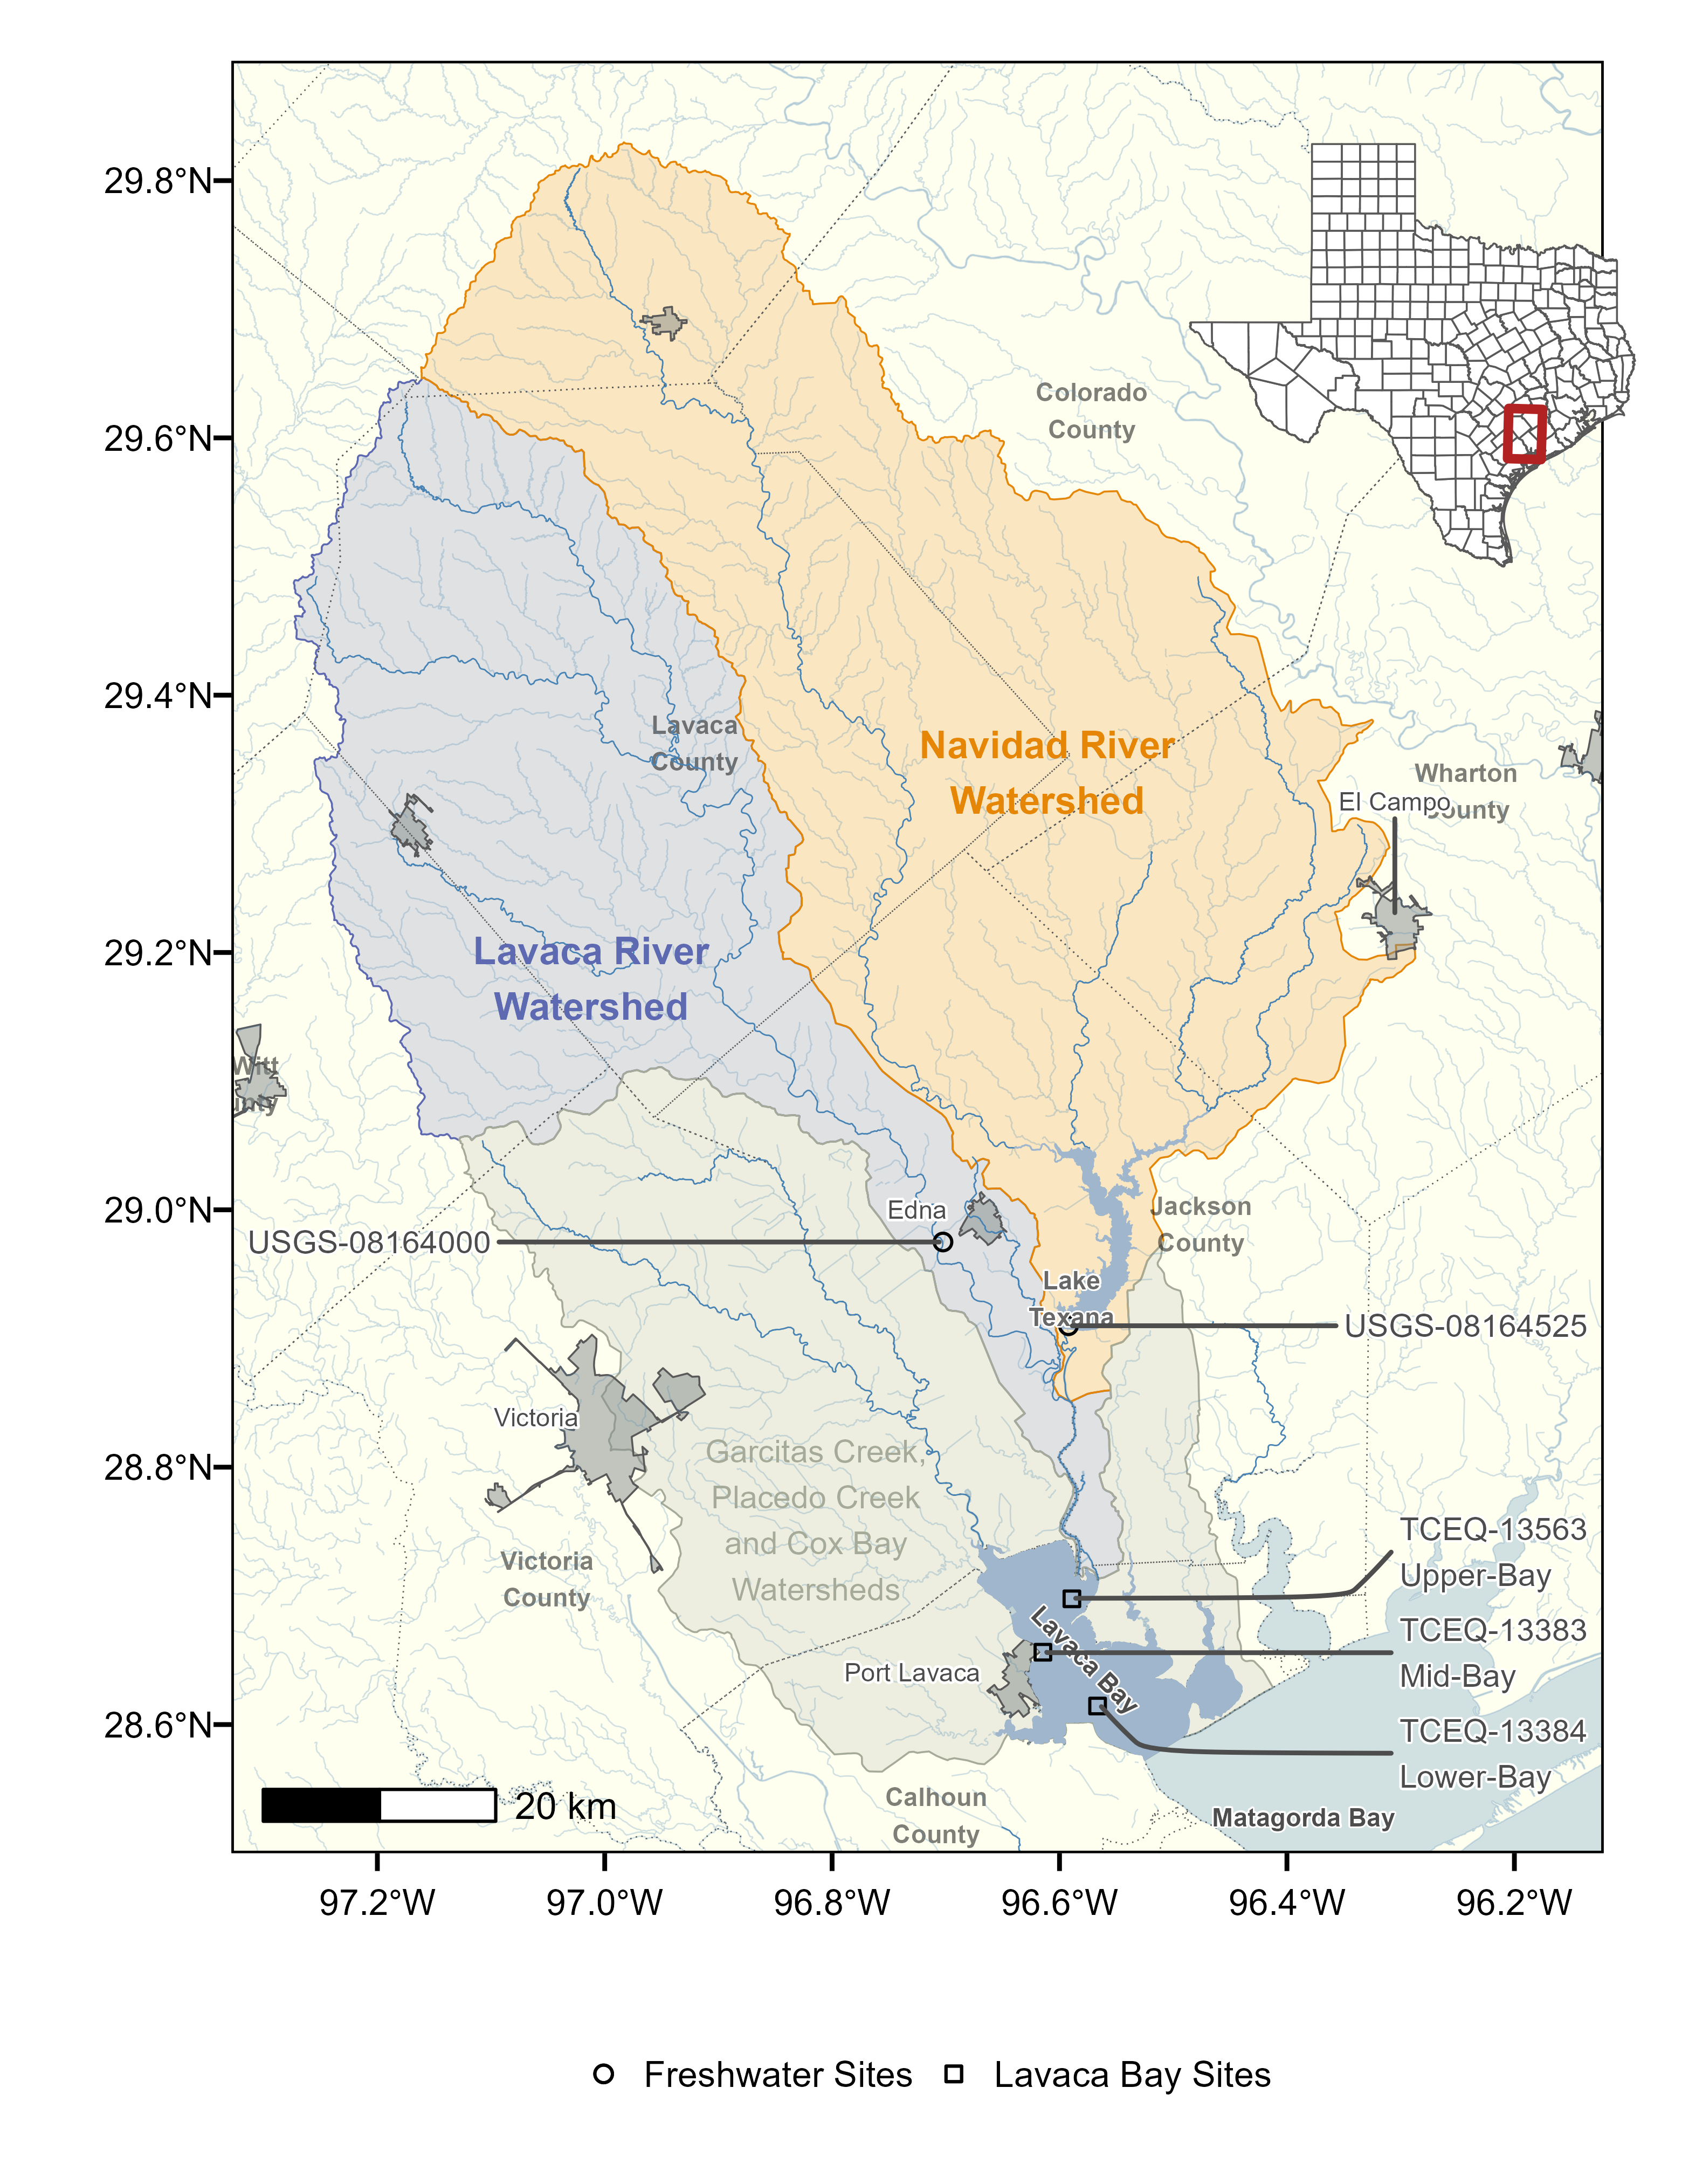 29.8°N
29.6°N
29.4°N
29.2°N
29.0°N
28.8°N
28.6°N
Colorado
County
Lavaca
County
Navidad River
Watershed
Wharton
County
El Campo
Lavaca River
Watershed
Witt
Edna
USGS-08164000
Jackson
County
Lake
Texana
USGS-08164525
Victoria
Garcitas Creek,
Placedo Creek
and Cox Bay
Watersheds
Victoria
County
TCEQ-13563
Upper-Bay
TCEQ-13383
Mid-Bay
TCEQ-13384
Lower-Bay
Lavaca Bay
Port Lavaca
Calhoun
County
Matagorda Bay
20 km
97.2°W
97.0°W
96.8°W
96.6°W
96.4°W
96.2°W
Freshwater Sites
Lavaca Bay Sites